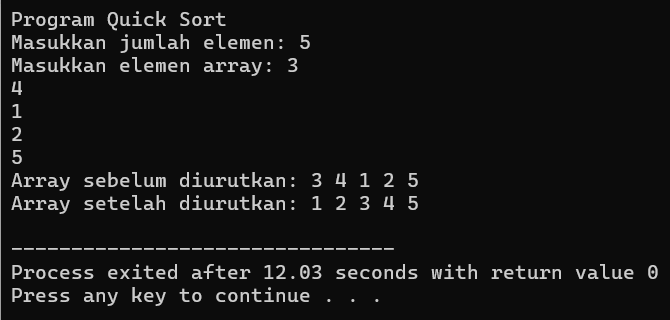 Program Quick Sort
Masukkan jumlah elemen: 5
Masukkan elemen array: 3
4
1
2
5
Array sebelum diurutkan: 3 4 1 2 5
Array setelah diurutkan: 1 2 3 4 5
--------------------------------
Process exited after 12.03 seconds with return value 0
Press any key to continue . . .